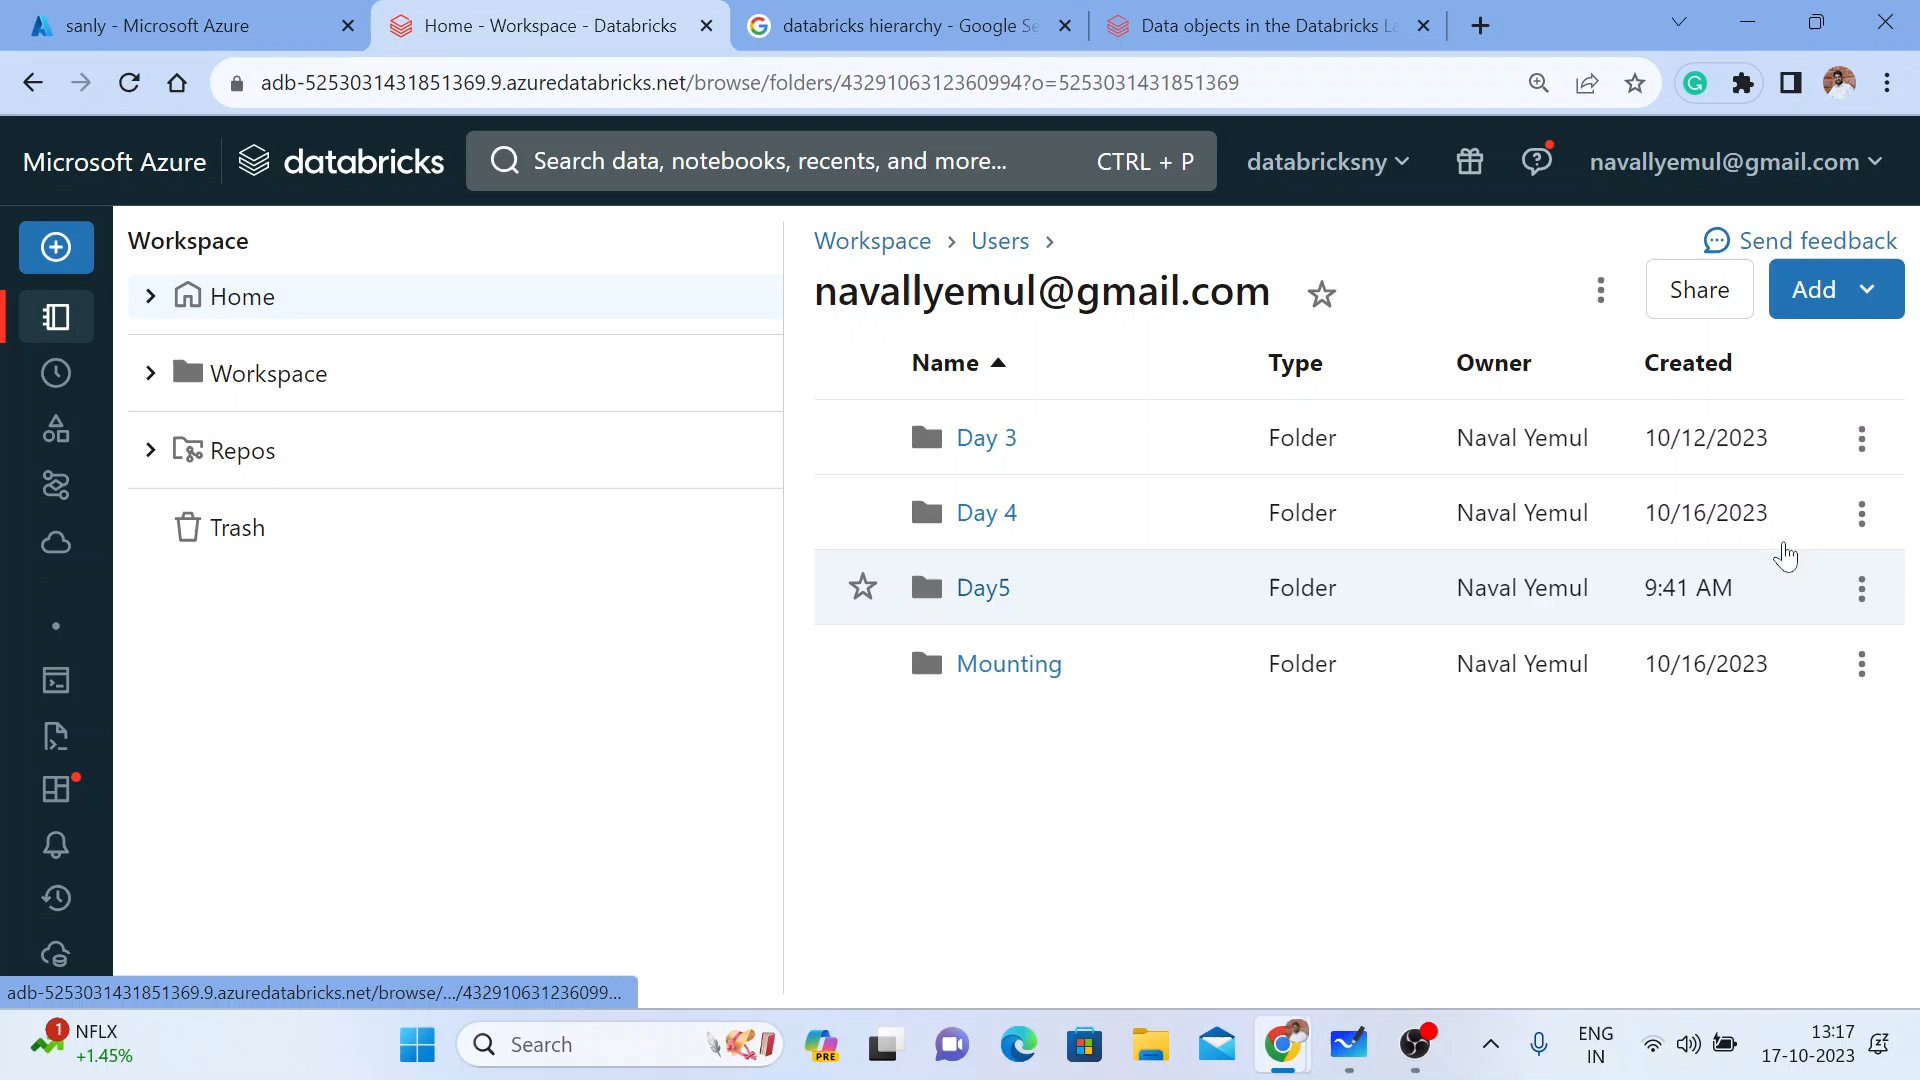 sanly - Microsoft Azure
Home - Workspace - Databricks
databricks hierarchy - Google Se
Data objects in the Databricks La
adb-5253031431851369.9.azuredatabricks.net/browse/folders/4329106312360994?o=5253031431851369
Microsoft Azure
databricks
Search data, notebooks, recents, and more...
CTRL + P
databricksny
navallyemul@gmail.com
Workspace
Home
Workspace
Repos
Trash
Workspace > Users >
Send feedback
navallyemul@gmail.com
Share
Add
Name Type Owner Created
Day 3 Folder Naval Yemul 10/12/2023
Day 4 Folder Naval Yemul 10/16/2023
Day5 Folder Naval Yemul 9:41 AM
Mounting Folder Naval Yemul 10/16/2023
adb-5253031431851369.9.azuredatabricks.net/browse/.../432910631236099...
1
NFLX
+1.45%
Search
PRE
ENG
IN
13:17
17-10-2023